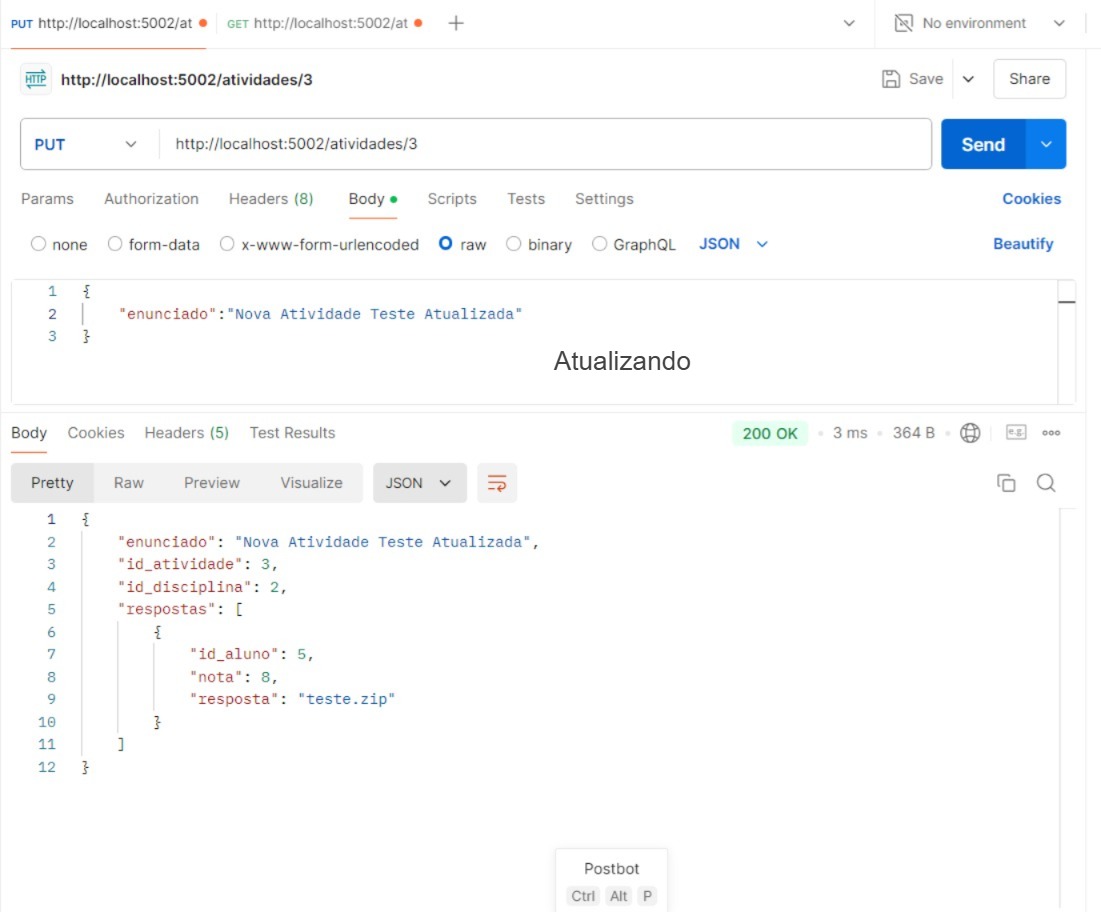 PUT http://localhost:5002/at GET http://localhost:5002/at No environment
HTTP http://localhost:5002/atividades/3 Save Share
PUT http://localhost:5002/atividades/3 Send
Params Authorization Headers (8) Body Scripts Tests Settings Cookies
none form-data x-www-form-urlencoded raw binary GraphQL JSON Beautify
1 {
2 "enunciado":"Nova Atividade Teste Atualizada"
3 }
Atualizando
Body Cookies Headers (5) Test Results 200 OK 3 ms 364 B e.g.
Pretty Raw Preview Visualize JSON
1 {
2 "enunciado": "Nova Atividade Teste Atualizada",
3 "id_atividade": 3,
4 "id_disciplina": 2,
5 "respostas": [
6 {
7 "id_aluno": 5,
8 "nota": 8,
9 "resposta": "teste.zip"
10 }
11 ]
12 }
Postbot
Ctrl Alt P